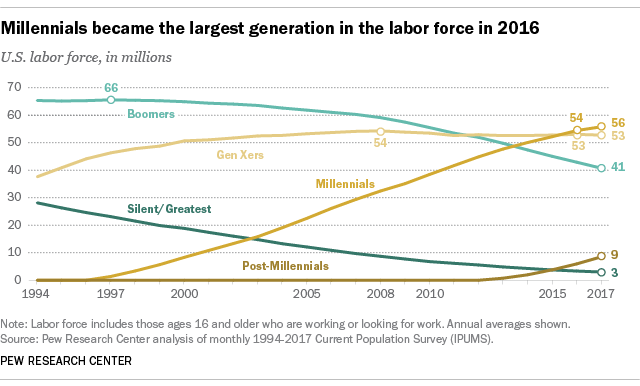 Millennials became the largest generation in the labor force in 2016
U.S. labor force, in millions
70
66
60
Boomers
54
56
50
54
53
53
Gen Xers
40
41
Millennials
30
Silent/Greatest
20
10
Post-Millennials
9
3
0
1994
1997
2000
2005
2008
2010
2015
2017
Note: Labor force includes those ages 16 and older who are working or looking for work. Annual averages shown.
Source: Pew Research Center analysis of monthly 1994-2017 Current Population Survey (IPUMS).
PEW RESEARCH CENTER